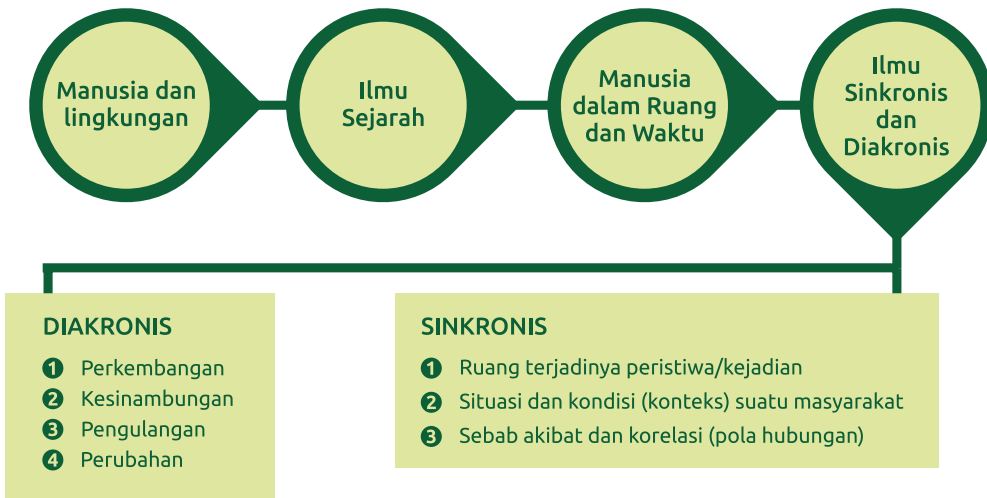 Manusia dan
lingkungan
Ilmu
Sejarah
Manusia
dalam Ruang
dan Waktu
Ilmu
Sinkronis
dan
Diakronis
DIAKRONIS
1 Perkembangan
2 Kesinambungan
3 Pengulangan
4 Perubahan
SINKRONIS
1 Ruang terjadinya peristiwa/kejadian
2 Situasi dan kondisi (konteks) suatu masyarakat
3 Sebab akibat dan korelasi (pola hubungan)